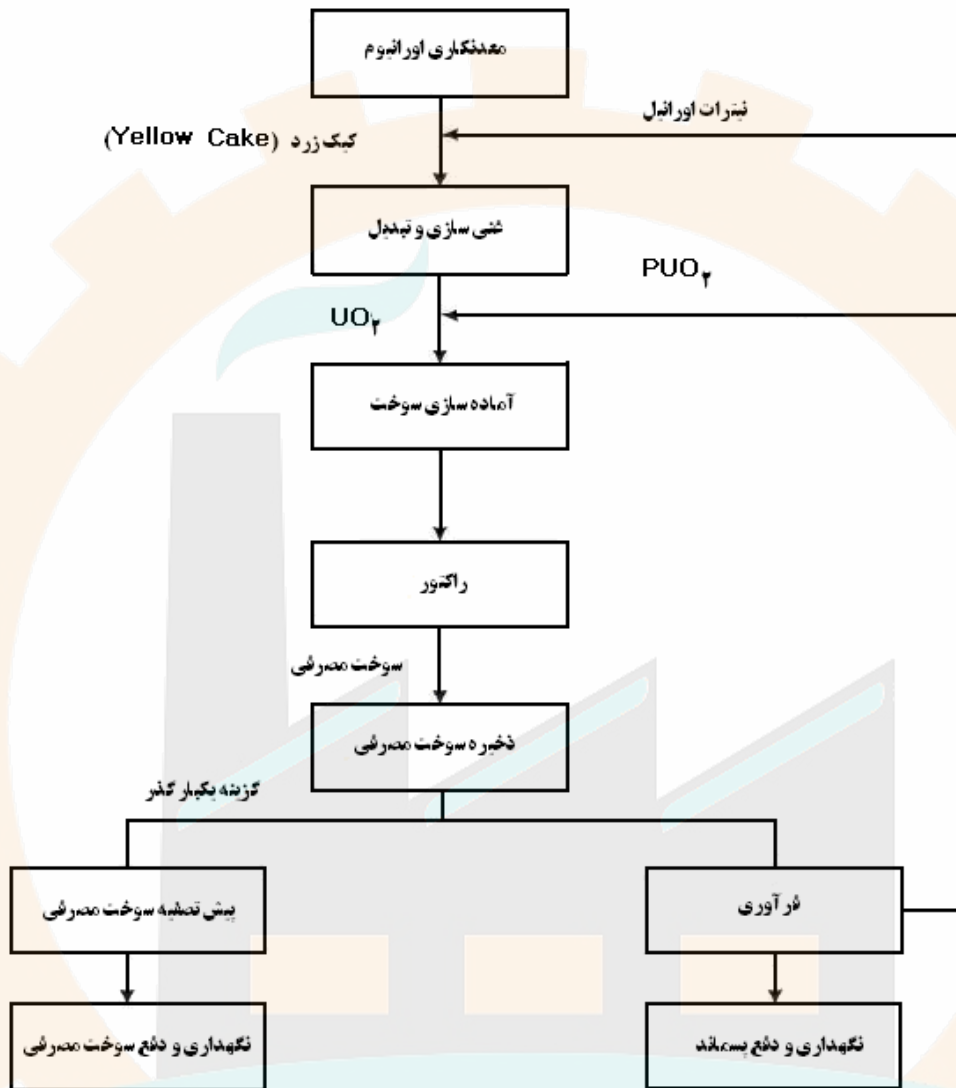 معدنکاری اورانیوم
نیترات اورانیل
کیک زرد (Yellow Cake)
غنی سازی و تبدیل
PUO۲
UO۲
آماده سازی سوخت
راکتور
سوخت مصرفی
ذخیره سوخت مصرفی
گزینه یکبار گذر
پیش تصفیه سوخت مصرفی
فرآوری
نگهداری و دفع سوخت مصرفی
نگهداری و دفع پسماند